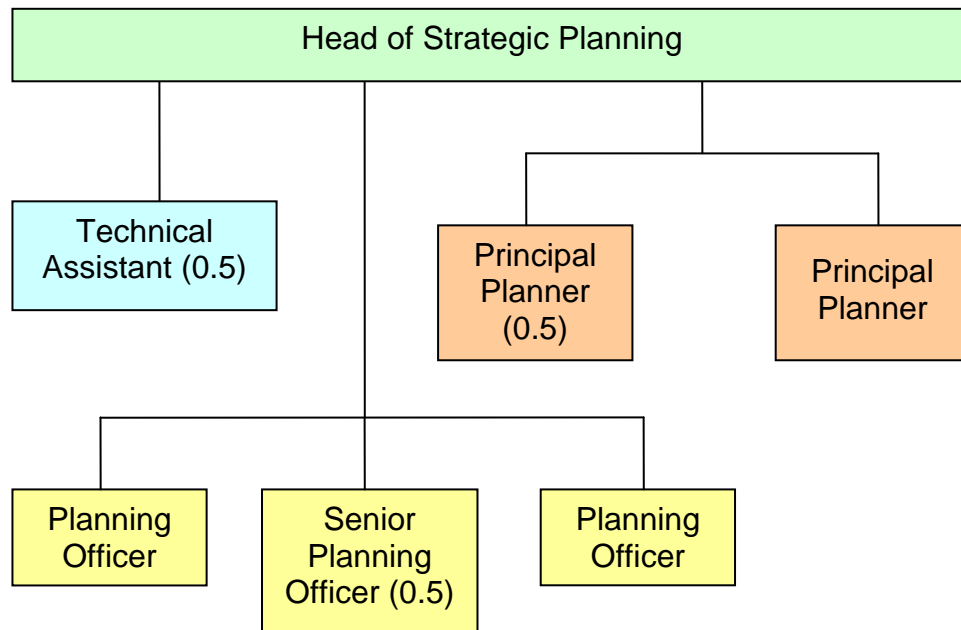 Head of Strategic Planning
Technical
Assistant (0.5)
Principal
Planner
(0.5)
Principal
Planner
Planning
Officer
Senior
Planning
Officer (0.5)
Planning
Officer